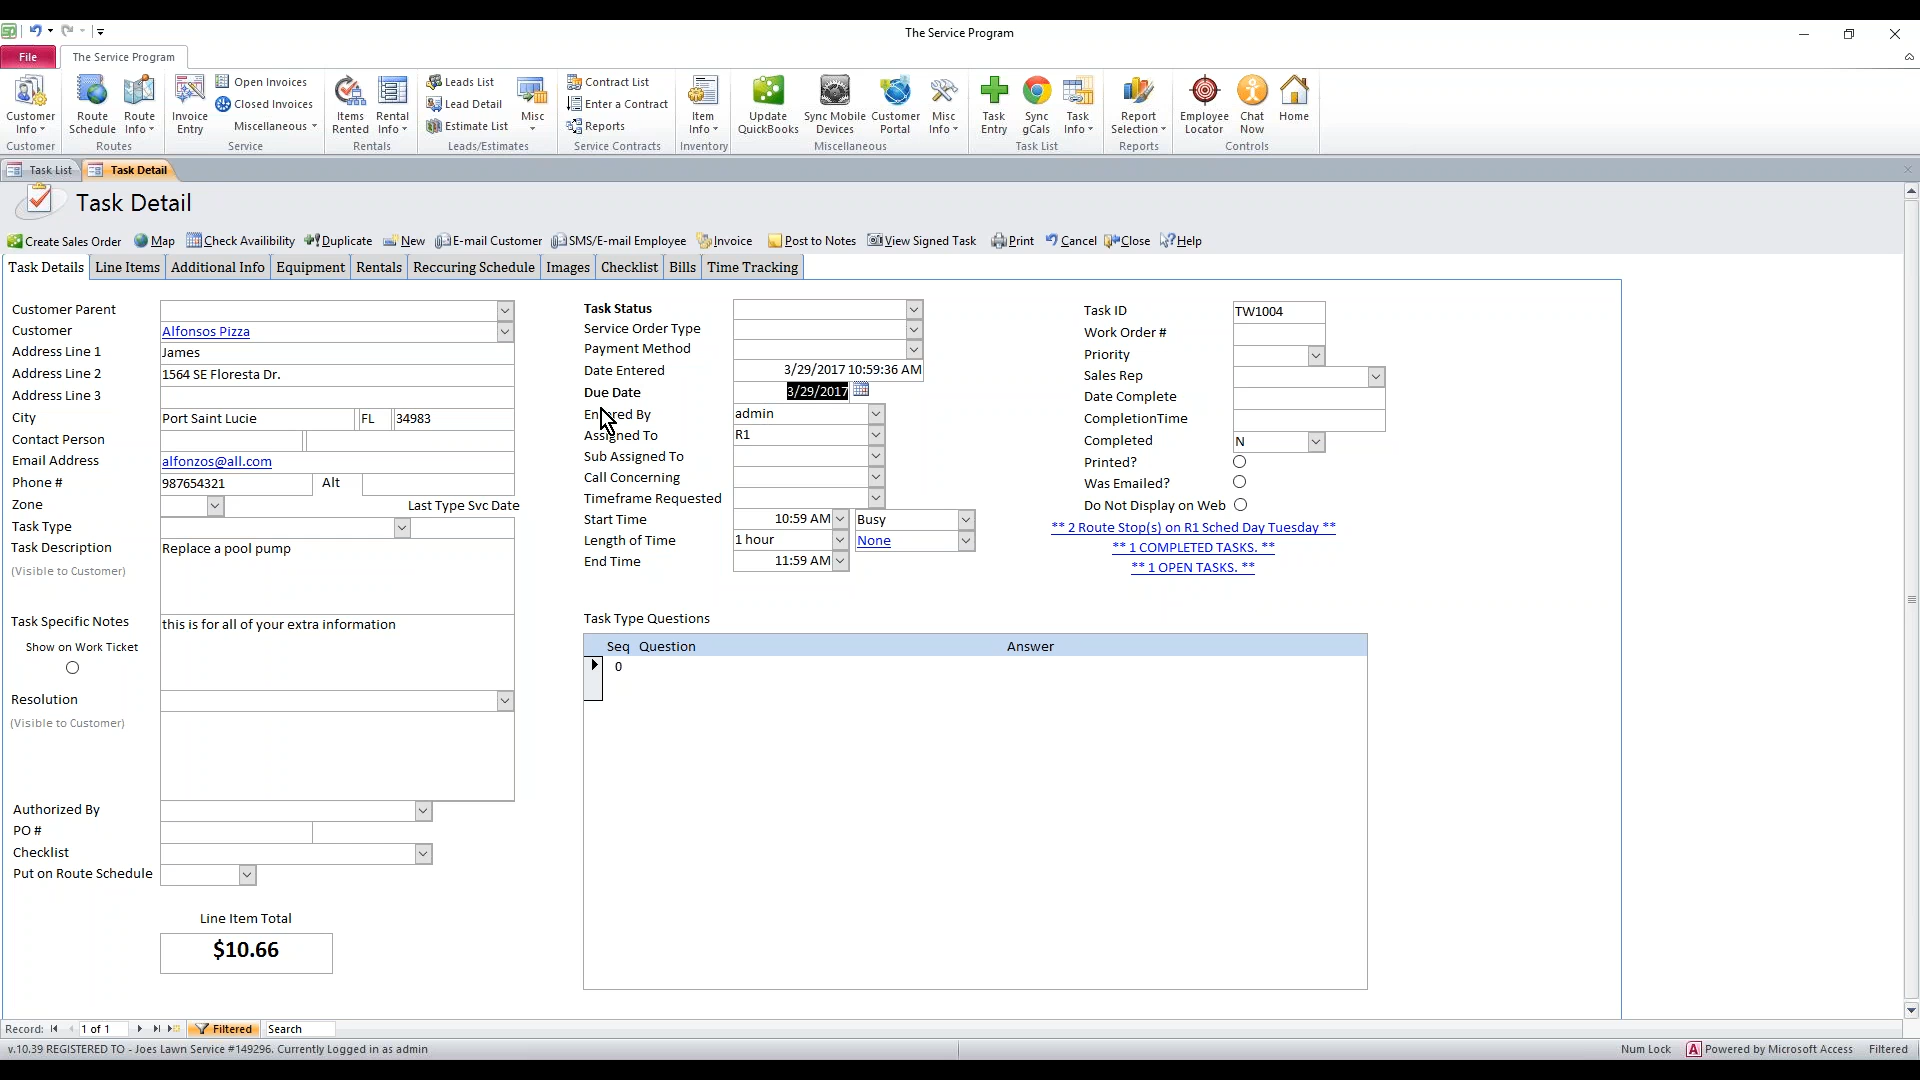 The Service Program
File
The Service Program
Customer Info
Customer
Route Schedule
Route Info
Routes
Invoice Entry
Open Invoices
Closed Invoices
Miscellaneous
Service
Items Rented
Rental Info
Rentals
Leads List
Lead Detail
Estimate List
Misc
Leads/Estimates
Contract List
Enter a Contract
Reports
Service Contracts
Item Info
Inventory
Update QuickBooks
Sync Mobile Devices
Customer Portal
Misc Info
Miscellaneous
Task Entry
Sync gCals
Task Info
Task List
Report Selection
Reports
Employee Locator
Chat Now
Home
Controls
Task List
Task Detail
Task Detail
Create Sales Order
Map
Check Availibility
Duplicate
New
E-mail Customer
SMS/E-mail Employee
Invoice
Post to Notes
View Signed Task
Print
Cancel
Close
Help
Task Details
Line Items
Additional Info
Equipment
Rentals
Reccuring Schedule
Images
Checklist
Bills
Time Tracking
Customer Parent
Customer Alfonsos Pizza
Address Line 1 James
Address Line 2 1564 SE Floresta Dr.
Address Line 3
City Port Saint Lucie FL 34983
Contact Person
Email Address alfonzos@all.com
Phone # 987654321 Alt
Zone Last Type Svc Date
Task Type
Task Description Replace a pool pump
(Visible to Customer)
Task Specific Notes this is for all of your extra information
Show on Work Ticket
Resolution
(Visible to Customer)
Authorized By
PO #
Checklist
Put on Route Schedule
Line Item Total
$10.66
Task Status
Service Order Type
Payment Method
Date Entered 3/29/2017 10:59:36 AM
Due Date 3/29/2017
Entered By admin
Assigned To R1
Sub Assigned To
Call Concerning
Timeframe Requested
Start Time 10:59 AM Busy
Length of Time 1 hour None
End Time 11:59 AM
Task Type Questions
Seq Question Answer
0
Task ID TW1004
Work Order #
Priority
Sales Rep
Date Complete
CompletionTime
Completed N
Printed?
Was Emailed?
Do Not Display on Web
** 2 Route Stop(s) on R1 Sched Day Tuesday **
** 1 COMPLETED TASKS. **
** 1 OPEN TASKS. **
Record: 1 of 1 Filtered Search
v.10.39 REGISTERED TO - Joes Lawn Service #149296. Currently Logged in as admin
Num Lock
A Powered by Microsoft Access
Filtered